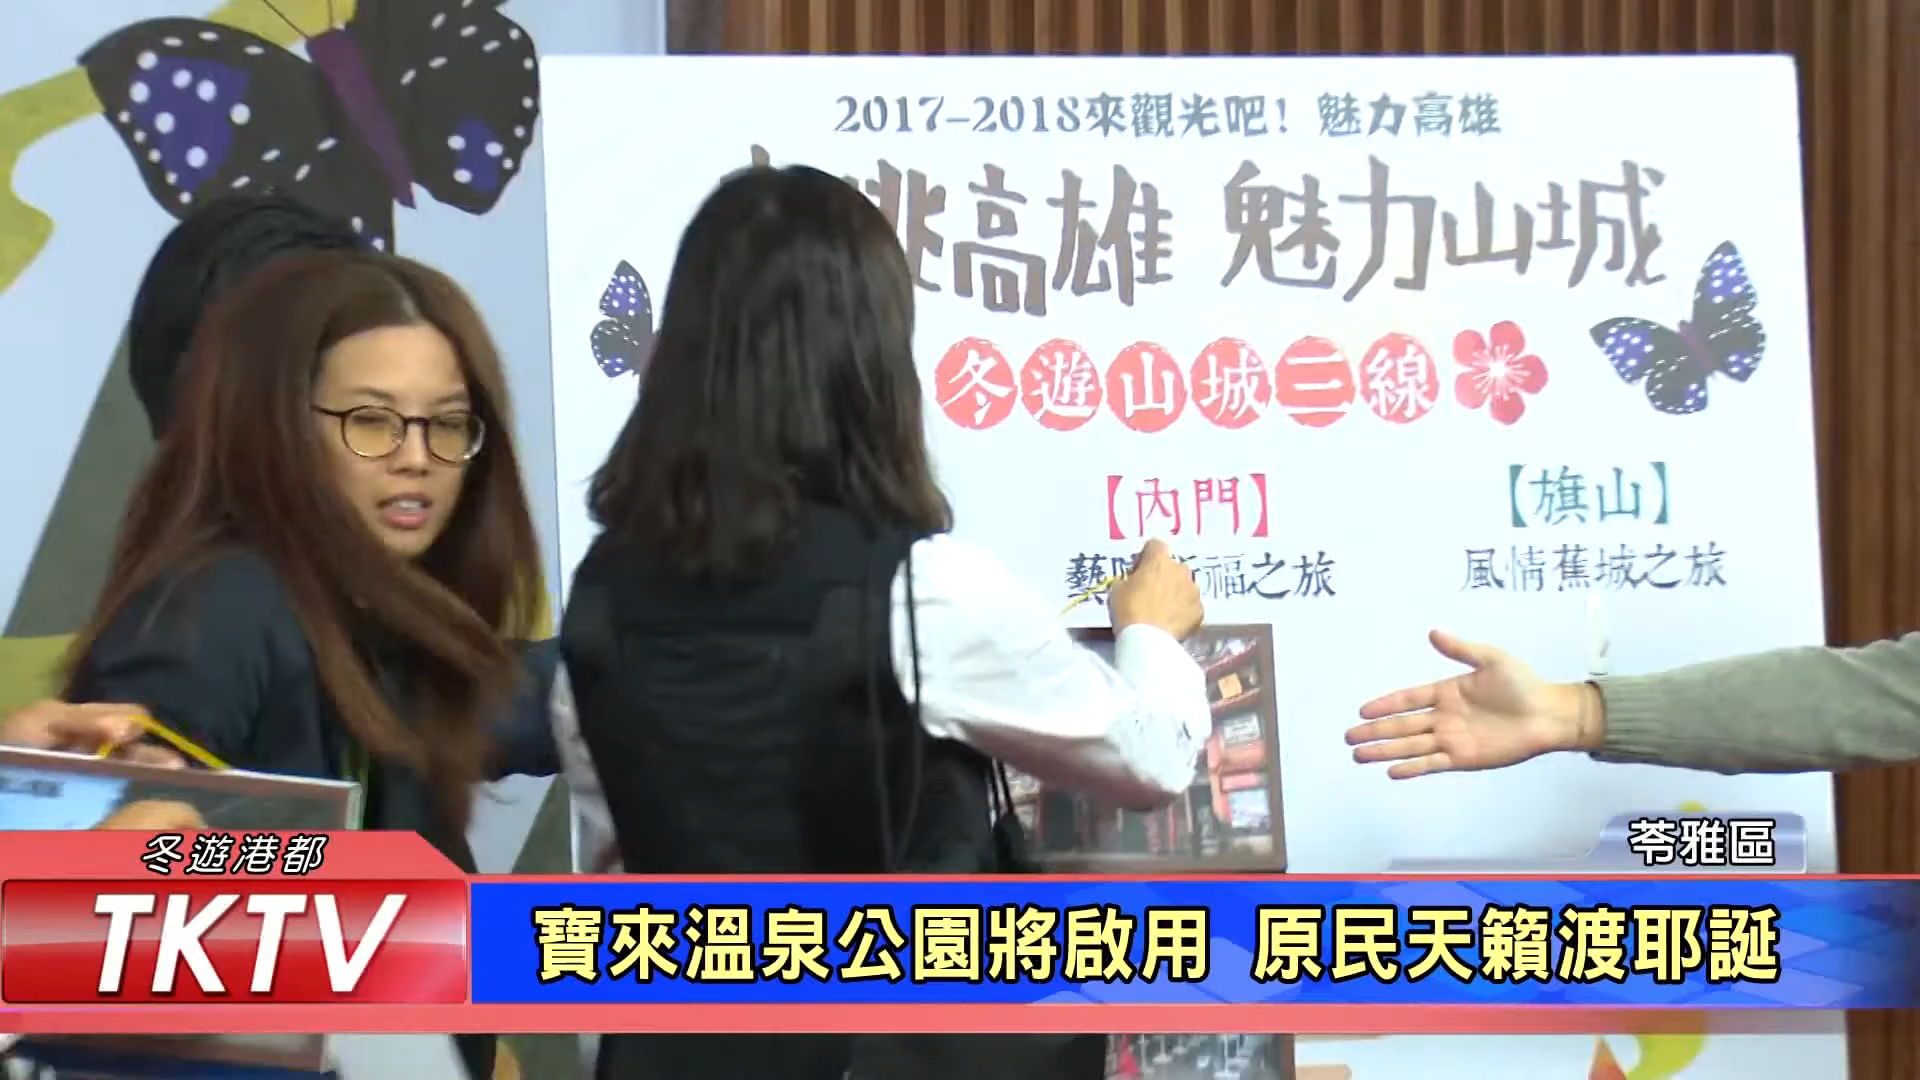 2017-2018來觀光吧! 魅力高雄
高雄 魅力山城
冬遊山城三線
【內門】
【旗山】
藝 福之旅
風情蕉城之旅
苓雅區
冬遊港都
TKTV
寶來溫泉公園將啟用 原民天籟渡耶誕